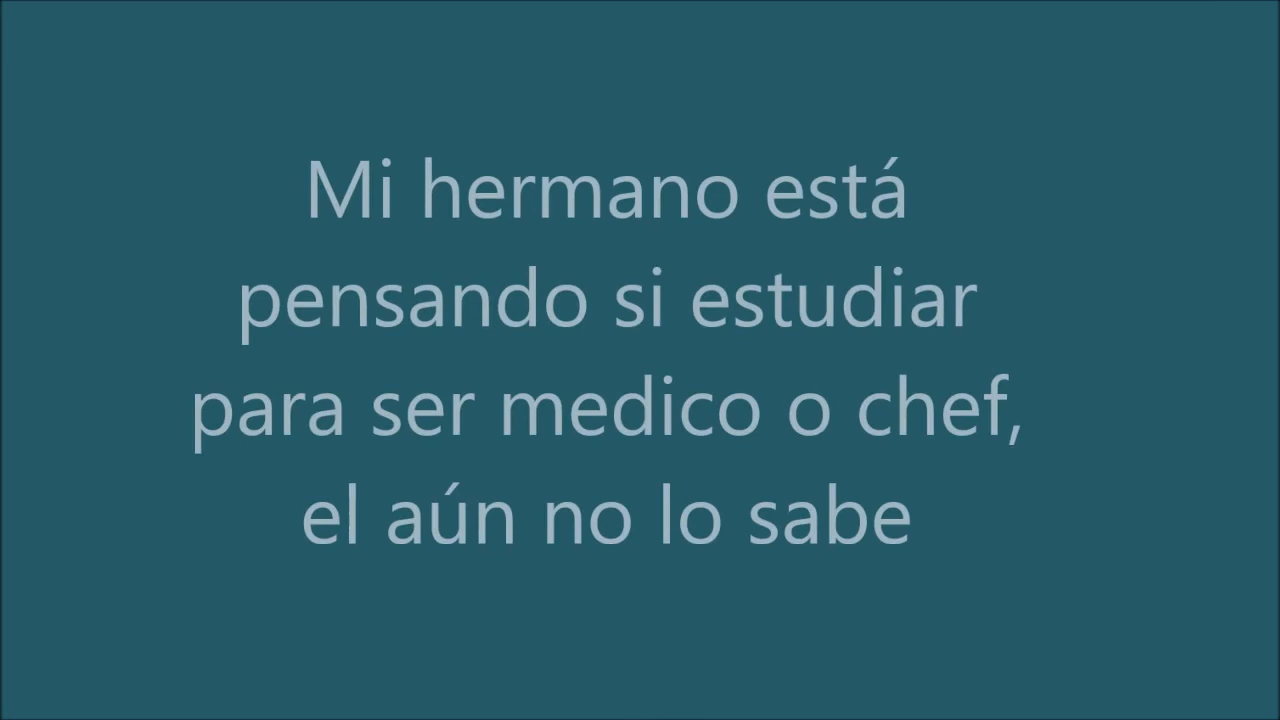 Mi hermano está
pensando si estudiar
para ser medico o chef,
el aún no lo sabe